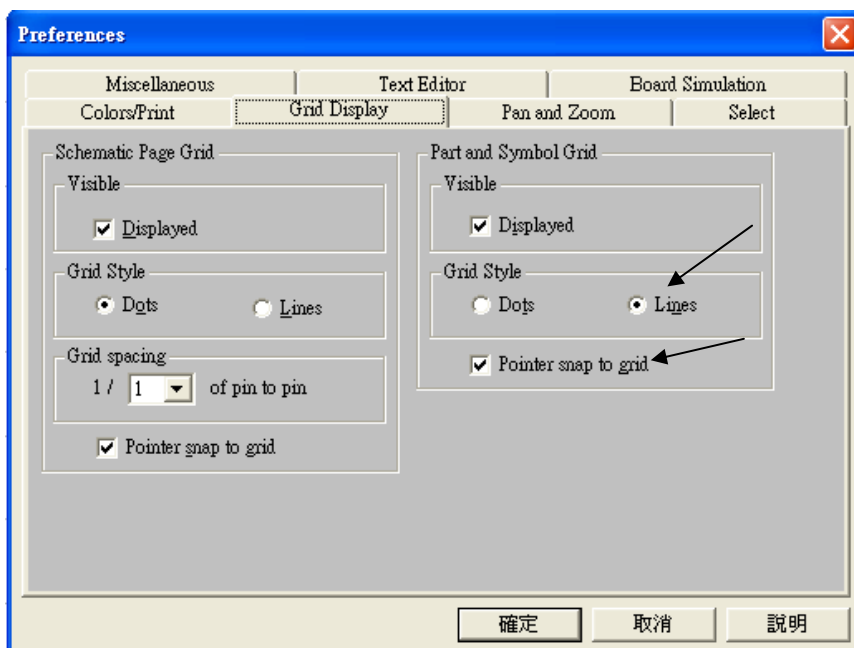 Preferences
Miscellaneous
Text Editor
Board Simulation
Colors/Print
Grid Display
Pan and Zoom
Select
Schematic Page Grid
Visible
Displayed
Grid Style
Dots
Lines
Grid spacing
1 / 1 of pin to pin
Pointer snap to grid
Part and Symbol Grid
Visible
Displayed
Grid Style
Dots
Lines
Pointer snap to grid
確定
取消
說明